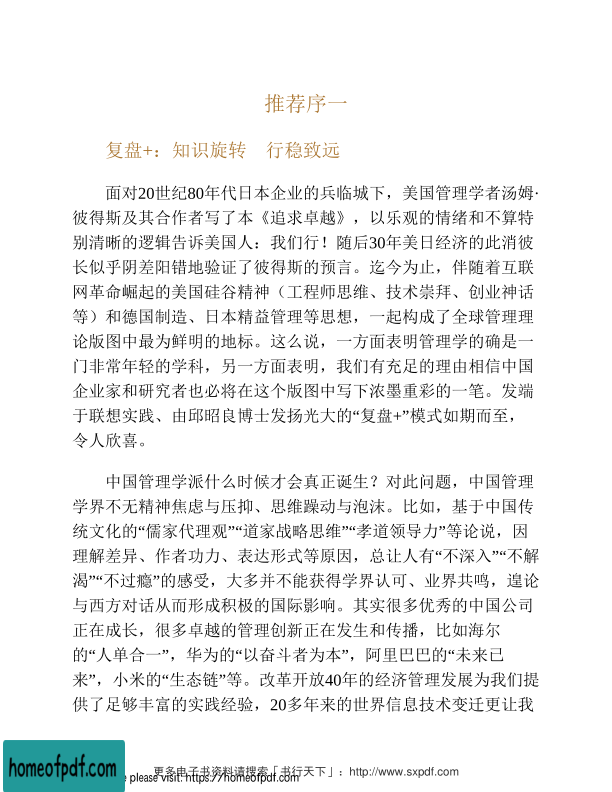 推荐序一
复盘+：知识旋转　行稳致远
面对20世纪80年代日本企业的兵临城下，美国管理学者汤姆·
彼得斯及其合作者写了本《追求卓越》，以乐观的情绪和不算特
别清晰的逻辑告诉美国人：我们行！随后30年美日经济的此消彼
长似乎阴差阳错地验证了彼得斯的预言。迄今为止，伴随着互联
网革命崛起的美国硅谷精神（工程师思维、技术崇拜、创业神话
等）和德国制造、日本精益管理等思想，一起构成了全球管理理
论版图中最为鲜明的地标。这么说，一方面表明管理学的确是一
门非常年轻的学科，另一方面表明，我们有充足的理由相信中国
企业家和研究者也必将在这个版图中写下浓墨重彩的一笔。发端
于联想实践、由邱昭良博士发扬光大的“复盘+”模式如期而至，
令人欣喜。
中国管理学派什么时候才会真正诞生？对此问题，中国管理
学界不无精神焦虑与压抑、思维躁动与泡沫。比如，基于中国传
统文化的“儒家代理观”“道家战略思维”“孝道领导力”等论说，因
理解差异、作者功力、表达形式等原因，总让人有“不深入”“不解
渴”“不过瘾”的感受，大多并不能获得学界认可、业界共鸣，遑论
与西方对话从而形成积极的国际影响。其实很多优秀的中国公司
正在成长，很多卓越的管理创新正在发生和传播，比如海尔
的“人单合一”，华为的“以奋斗者为本”，阿里巴巴的“未来已
来”，小米的“生态链”等。改革开放40年的经济管理发展为我们提
供了足够丰富的实践经验，20多年来的世界信息技术变迁更让我
更多电子书资料请搜索「书行天下」：http://www.sxpdf.com
homeofpdf.com
please visit: https://homeofpdf.com